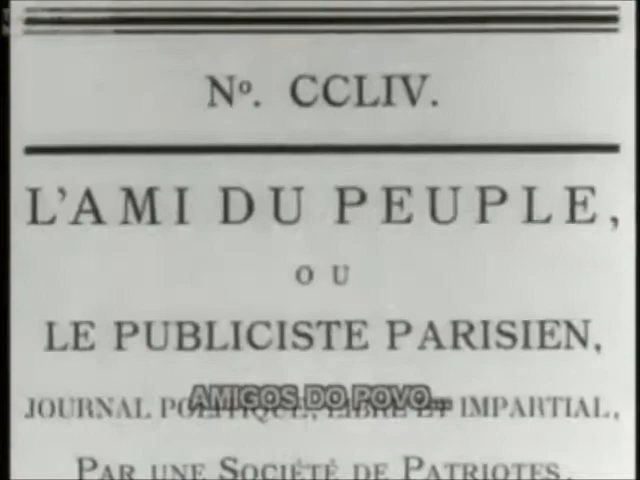 Nº. CCLIV.
L'AMI DU PEUPLE,
OU
LE PUBLICISTE PARISIEN,
JOURNAL POLITIQUE, LIBRE ET IMPARTIAL,
AMIGOS DO POVO...
PAR UNE SOCIÉTÉ DE PATRIOTES,